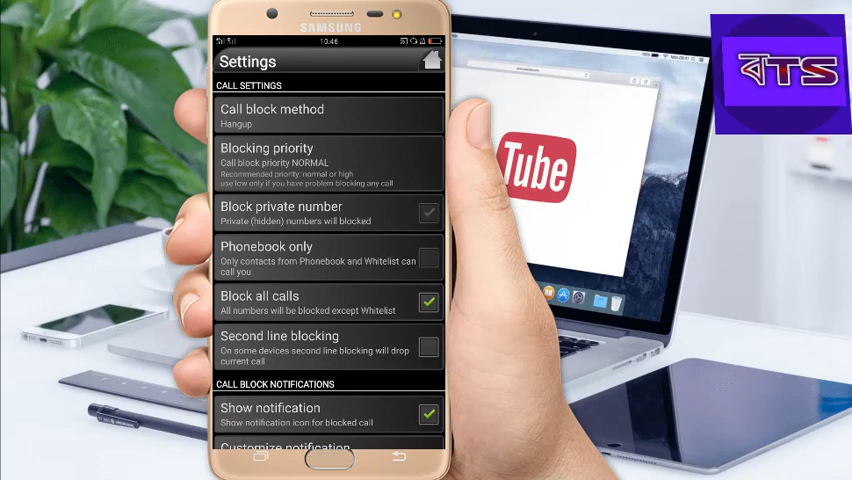 SAMSUNG
10.46
Settings
CALL SETTINGS
Call block method
Hangup
Blocking priority
Call block priority NORMAL
Recommended priority: normal or high
use low only if you have problem blocking any call
Block private number
Private (hidden) numbers will blocked
Phonebook only
Only contacts from Phonebook and Whitelist can
call you
Block all calls
All numbers will be blocked except Whitelist
Second line blocking
On some devices second line blocking will drop
current call
CALL BLOCK NOTIFICATIONS
Show notification
Show notification icon for blocked call
Customize notification
Tube
বTS